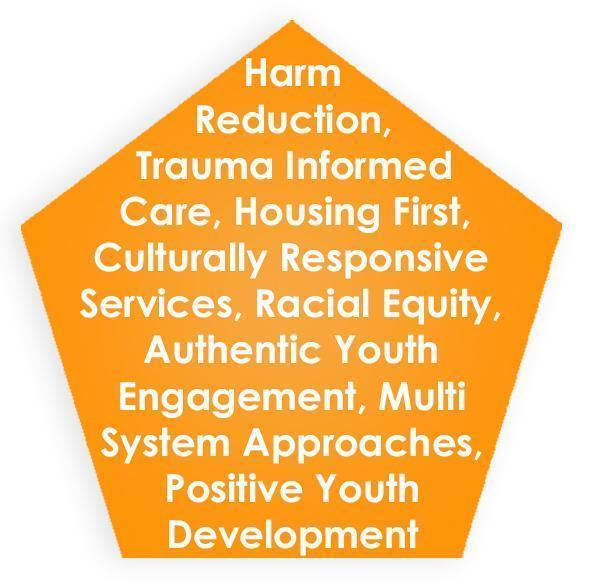 Harm
Reduction,
Trauma Informed
Care, Housing First,
Culturally Responsive
Services, Racial Equity,
Authentic Youth
Engagement, Multi
System Approaches,
Positive Youth
Development